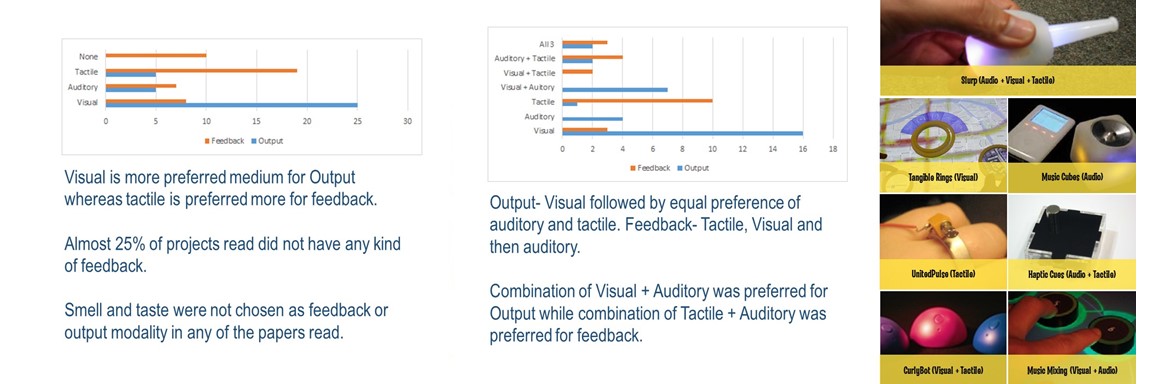 None
Tactile
Auditory
Visual
0 5 10 15 20 25 30
Feedback Output
Visual is more preferred medium for Output
whereas tactile is preferred more for feedback.
Almost 25% of projects read did not have any kind
of feedback.
Smell and taste were not chosen as feedback or
output modality in any of the papers read.
All 3
Auditory + Tactile
Visual + Tactile
Visual + Auitory
Tactile
Auditory
Visual
0 2 4 6 8 10 12 14 16 18
Feedback Output
Output- Visual followed by equal preference of
auditory and tactile. Feedback- Tactile, Visual and
then auditory.
Combination of Visual + Auditory was preferred for
Output while combination of Tactile + Auditory was
preferred for feedback.
Slurp (Audio + Visual + Tactile)
Tangible Rings (Visual)
Music Cubes (Audio)
UnitedPulse (Tactile)
Haptic Cues (Audio + Tactile)
CurlyBot (Visual + Tactile)
Music Mixing (Visual + Audio)